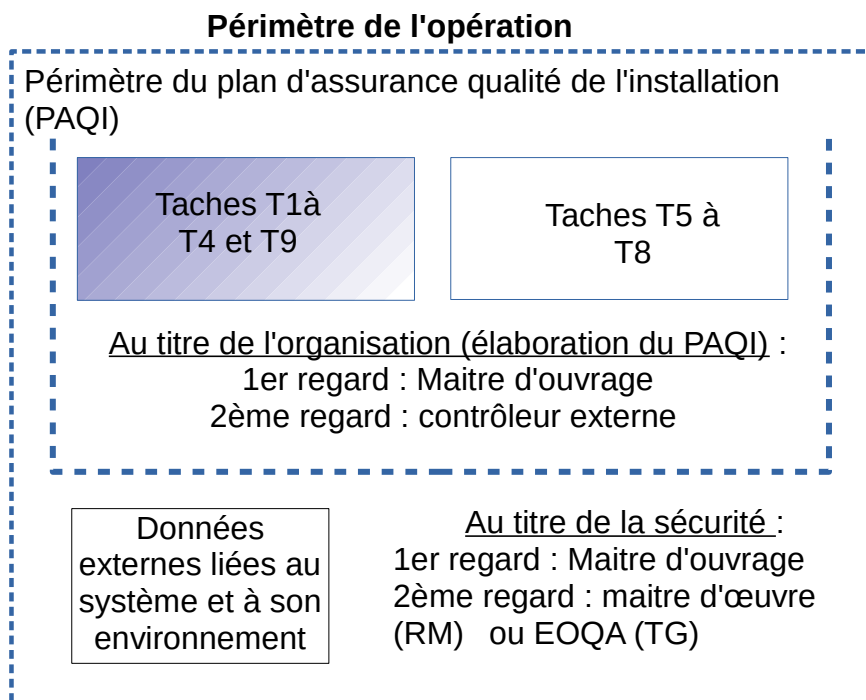 Périmètre de l'opération
Périmètre du plan d'assurance qualité de l'installation
(PAQI)
Taches T1à
T4 et T9
Taches T5 à
T8
Au titre de l'organisation (élaboration du PAQI) :
1er regard : Maitre d'ouvrage
2ème regard : contrôleur externe
Données
externes liées au
système et à son
environnement
Au titre de la sécurité :
1er regard : Maitre d'ouvrage
2ème regard : maitre d'œuvre
(RM) ou EOQA (TG)